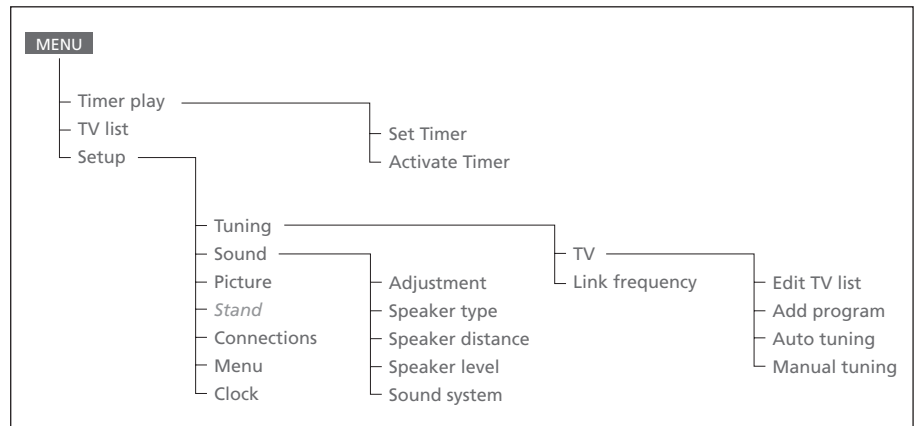 MENU
Timer play
TV list
Setup
Set Timer
Activate Timer
Tuning
Sound
Picture
Stand
Connections
Menu
Clock
Adjustment
Speaker type
Speaker distance
Speaker level
Sound system
TV
Link frequency
Edit TV list
Add program
Auto tuning
Manual tuning